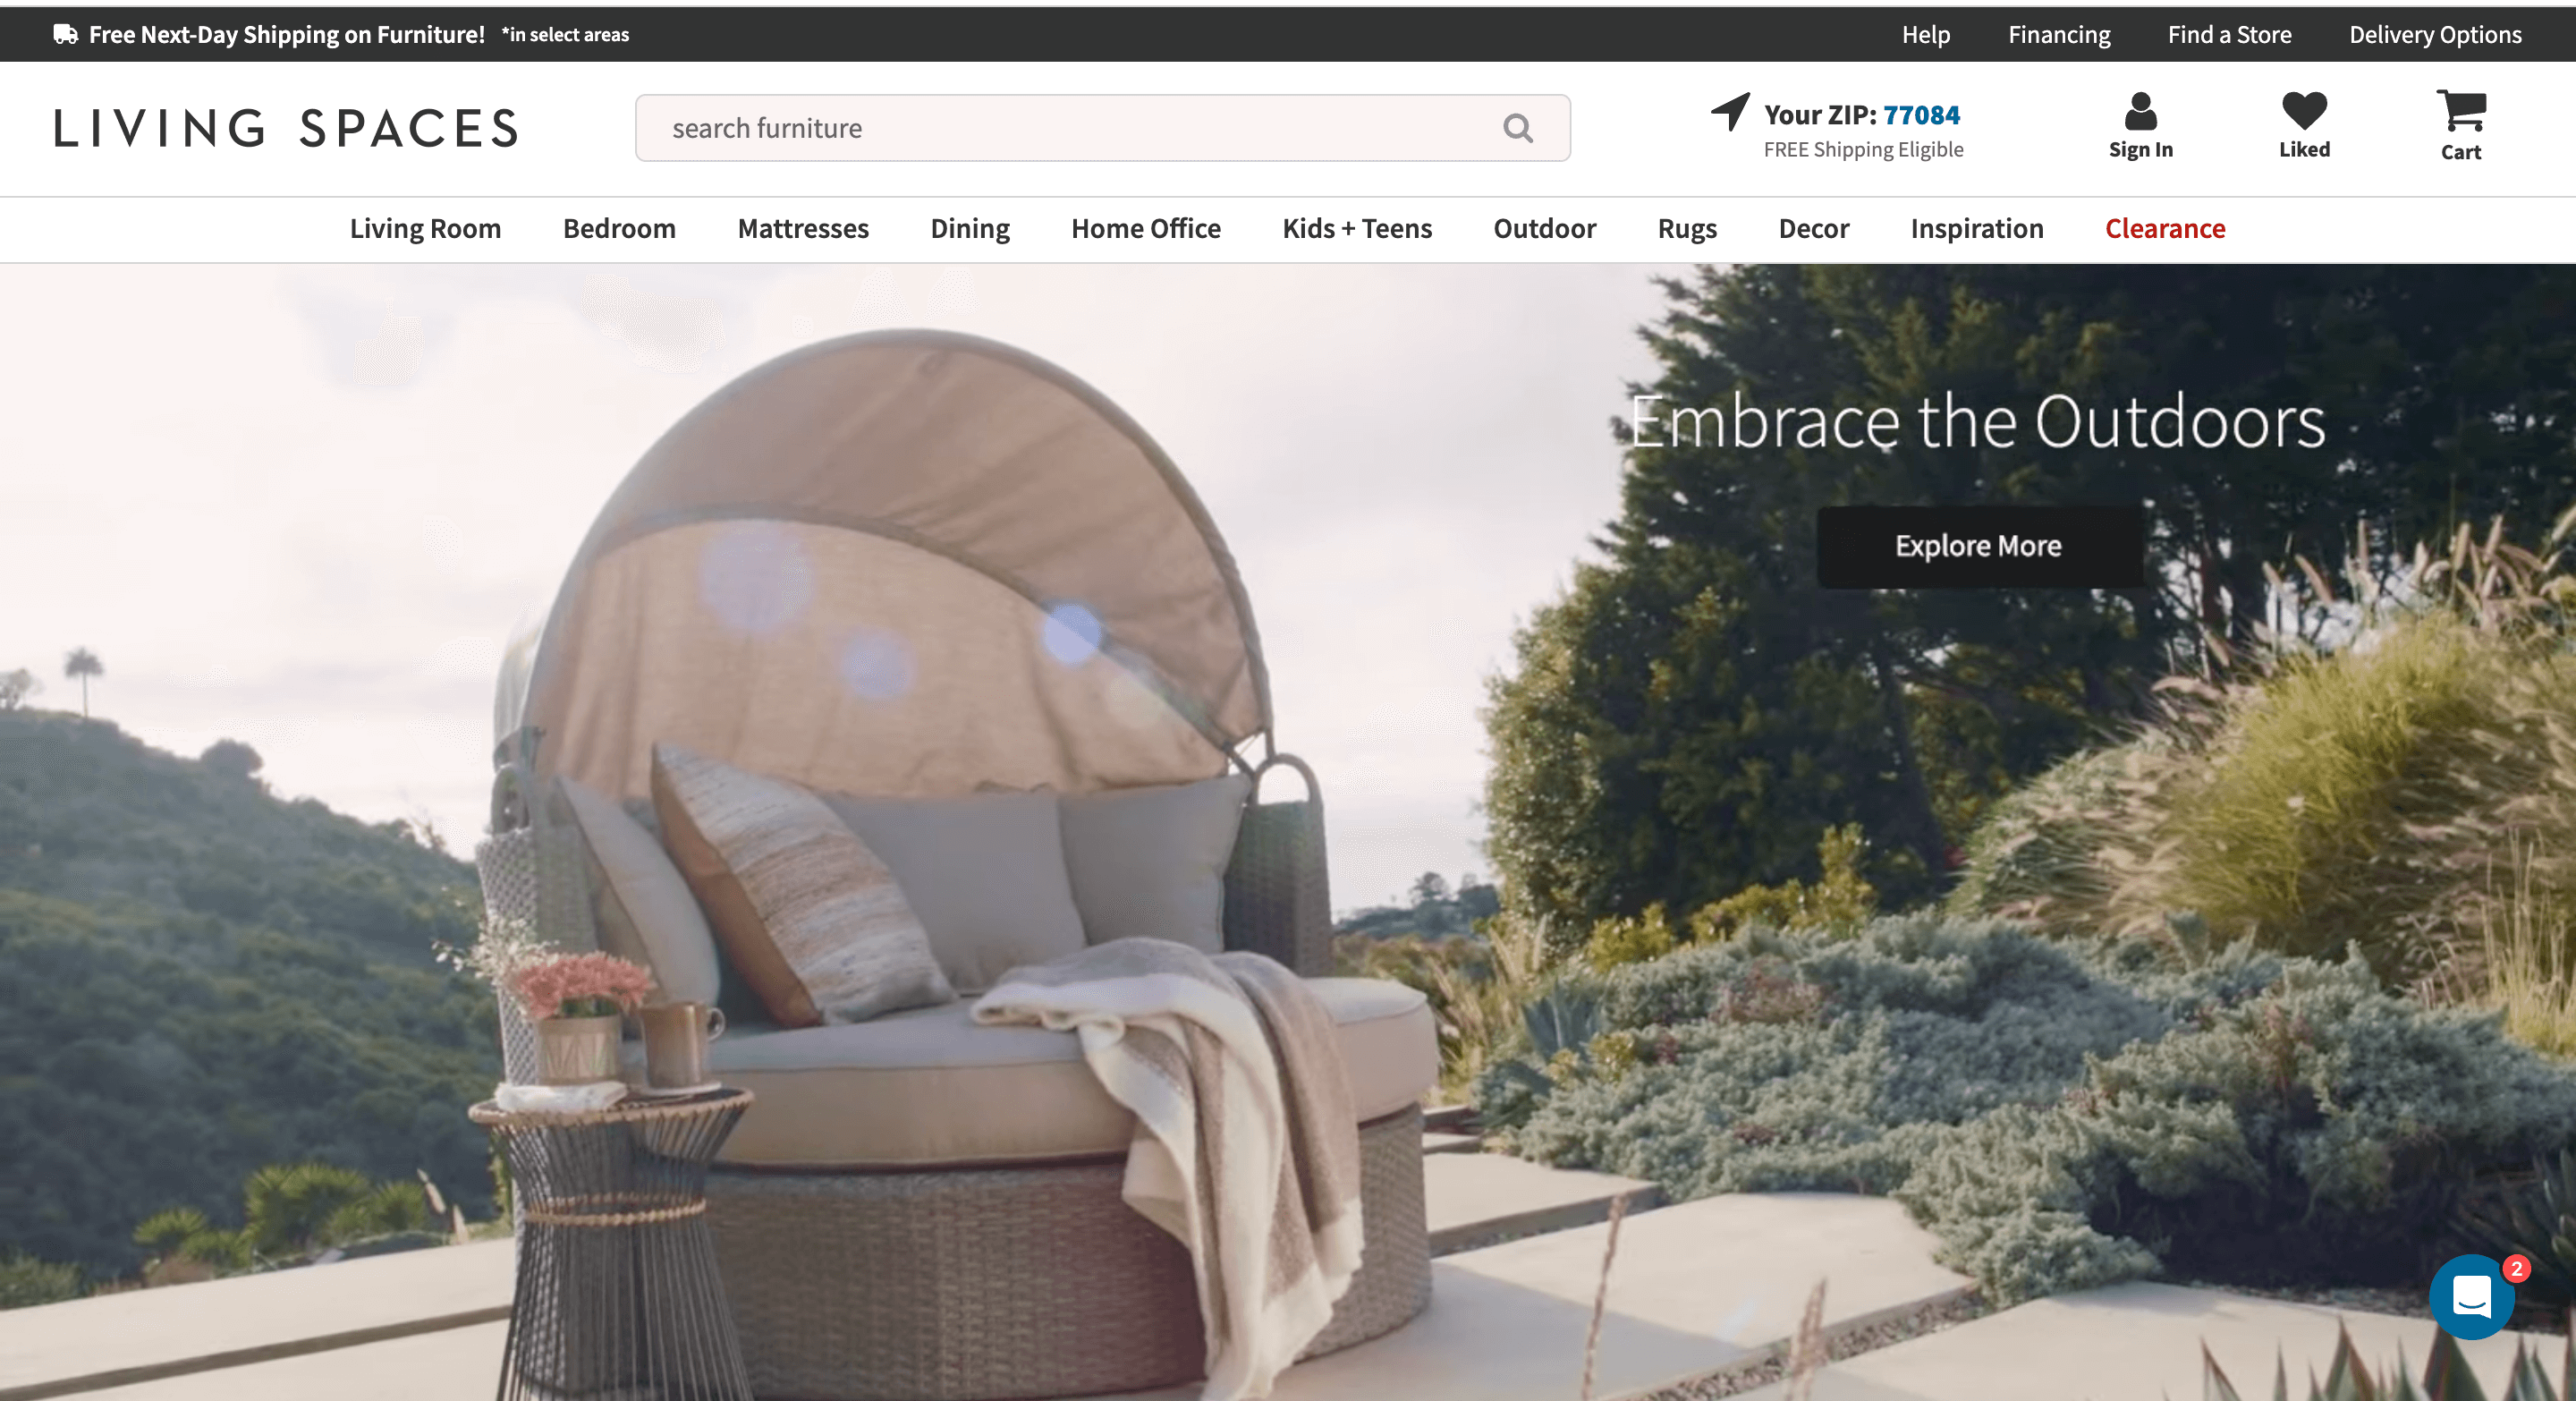 Free Next-Day Shipping on Furniture! *in select areas
Help Financing Find a Store Delivery Options
LIVING SPACES
search furniture
Your ZIP: 77084
FREE Shipping Eligible
Sign In Liked Cart
Living Room Bedroom Mattresses Dining Home Office Kids + Teens Outdoor Rugs Decor Inspiration Clearance
Embrace the Outdoors
Explore More
2